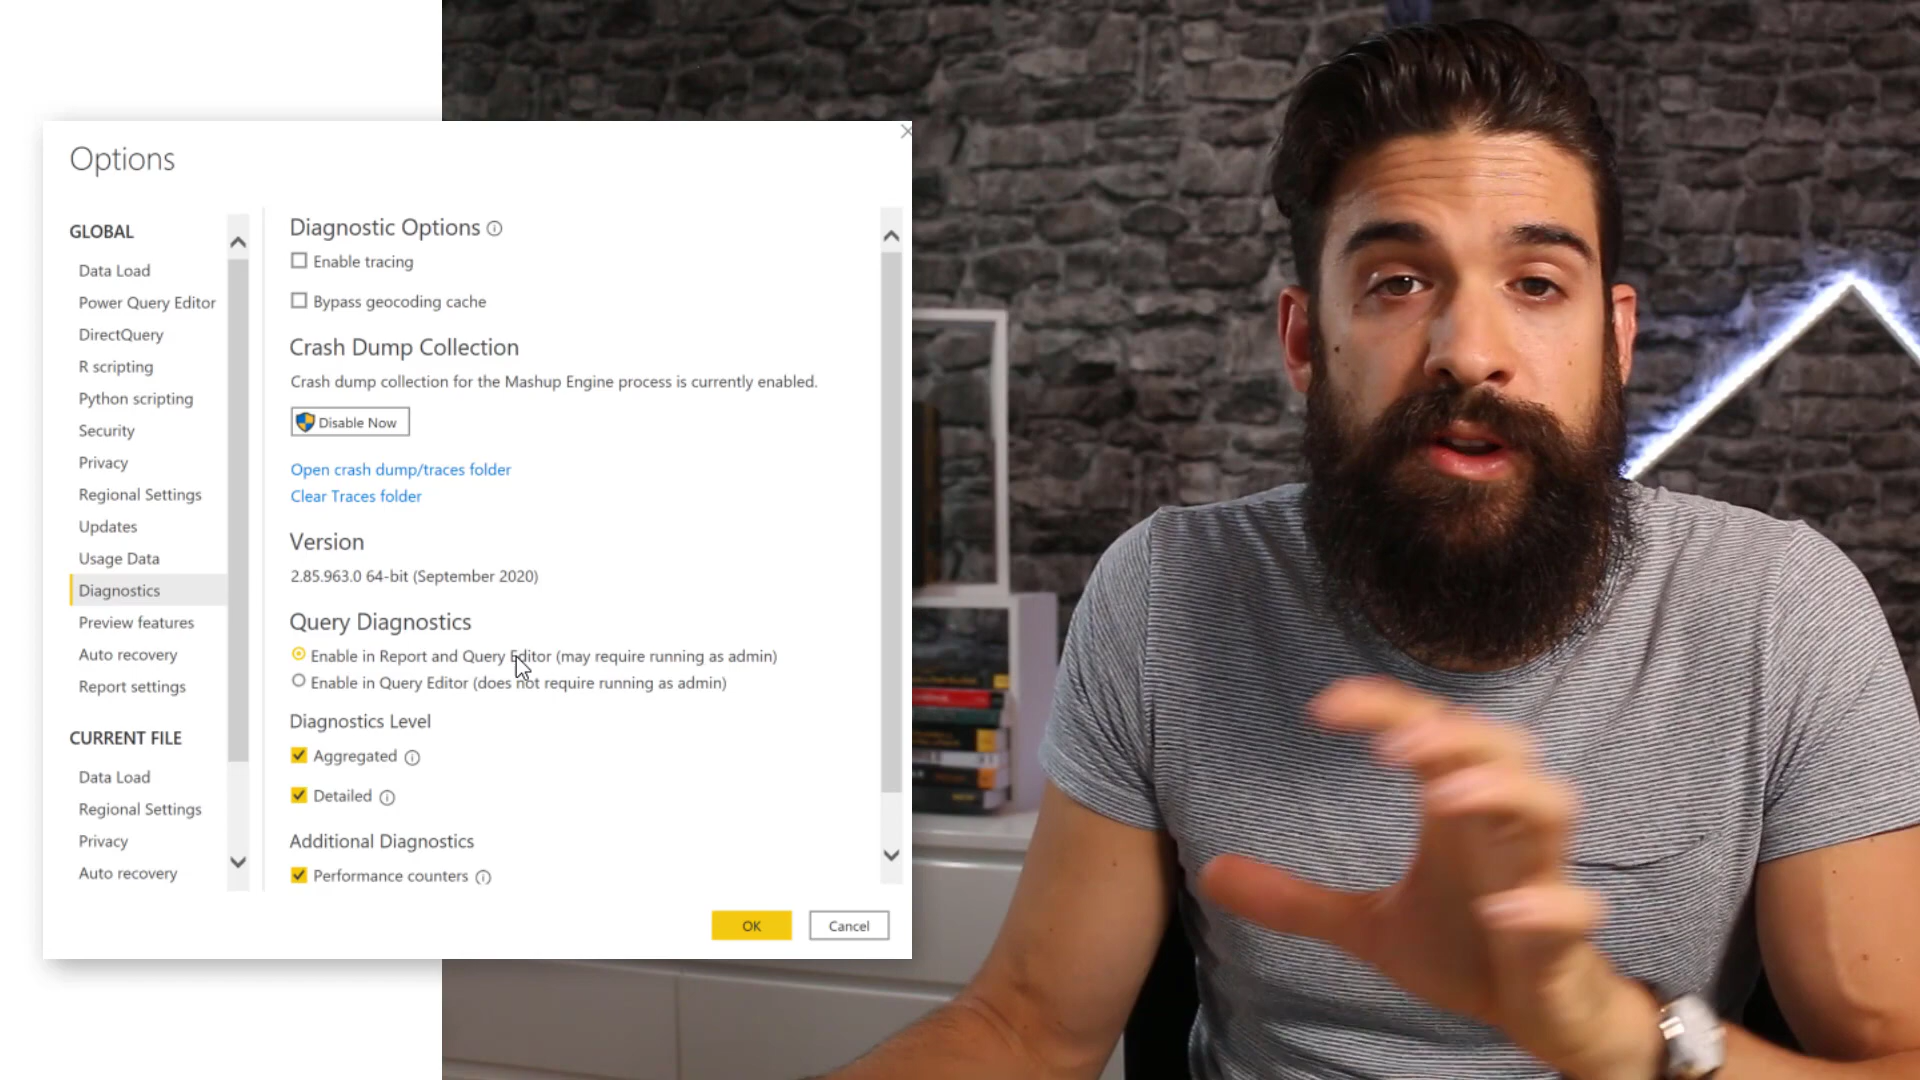 Options
GLOBAL
Data Load
Power Query Editor
DirectQuery
R scripting
Python scripting
Security
Privacy
Regional Settings
Updates
Usage Data
Diagnostics
Preview features
Auto recovery
Report settings
CURRENT FILE
Data Load
Regional Settings
Privacy
Auto recovery
Diagnostic Options
Enable tracing
Bypass geocoding cache
Crash Dump Collection
Crash dump collection for the Mashup Engine process is currently enabled.
Disable Now
Open crash dump/traces folder
Clear Traces folder
Version
2.85.963.0 64-bit (September 2020)
Query Diagnostics
Enable in Report and Query Editor (may require running as admin)
Enable in Query Editor (does not require running as admin)
Diagnostics Level
Aggregated
Detailed
Additional Diagnostics
Performance counters
OK
Cancel